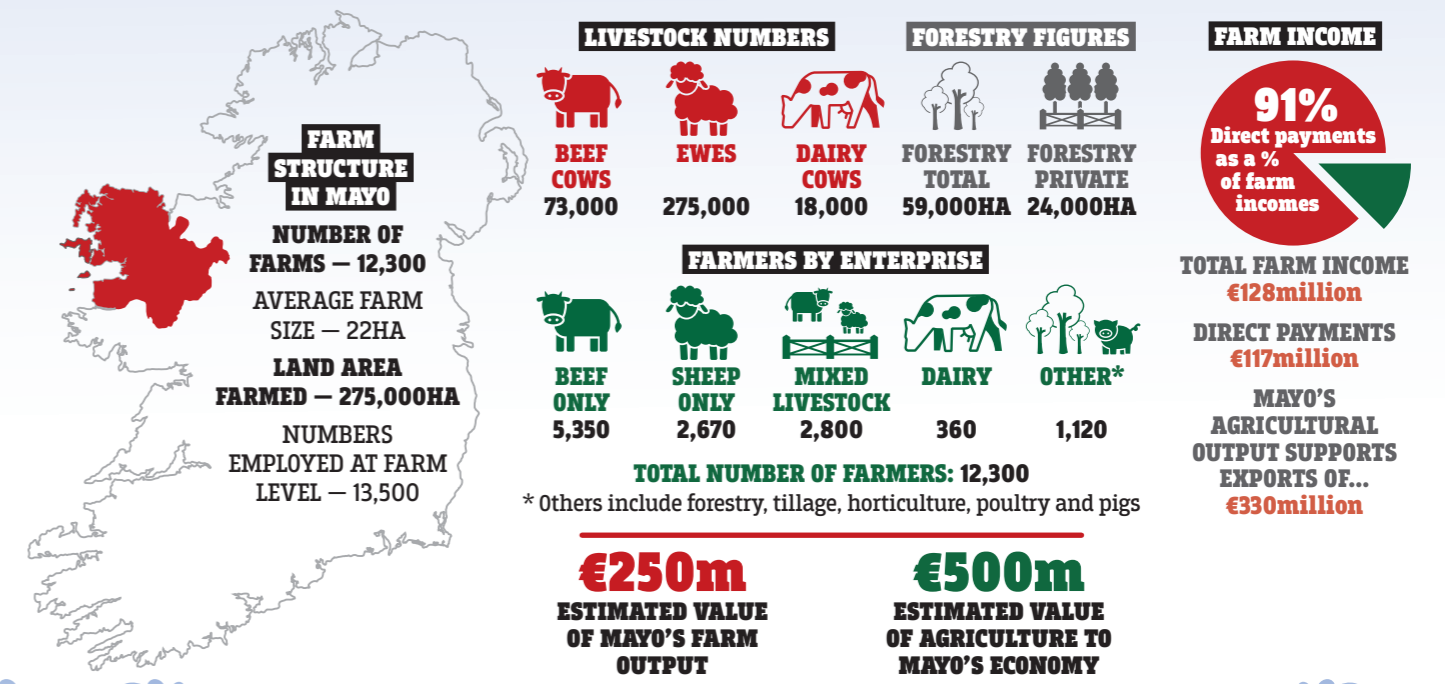 FARM
STRUCTURE
IN MAYO
NUMBER OF
FARMS — 12,300
AVERAGE FARM
SIZE — 22HA
LAND AREA
FARMED — 275,000HA
NUMBERS
EMPLOYED AT FARM
LEVEL — 13,500
LIVESTOCK NUMBERS
BEEF
COWS
73,000
EWES
275,000
DAIRY
COWS
18,000
FORESTRY FIGURES
FORESTRY
TOTAL
59,000HA
FORESTRY
PRIVATE
24,000HA
FARMERS BY ENTERPRISE
BEEF
ONLY
5,350
SHEEP
ONLY
2,670
MIXED
LIVESTOCK
2,800
DAIRY
360
OTHER*
1,120
TOTAL NUMBER OF FARMERS: 12,300
* Others include forestry, tillage, horticulture, poultry and pigs
€250m
ESTIMATED VALUE
OF MAYO'S FARM
OUTPUT
€500m
ESTIMATED VALUE
OF AGRICULTURE TO
MAYO'S ECONOMY
FARM INCOME
91%
Direct payments
as a %
of farm
incomes
TOTAL FARM INCOME
€128million
DIRECT PAYMENTS
€117million
MAYO'S
AGRICULTURAL
OUTPUT SUPPORTS
EXPORTS OF...
€330million